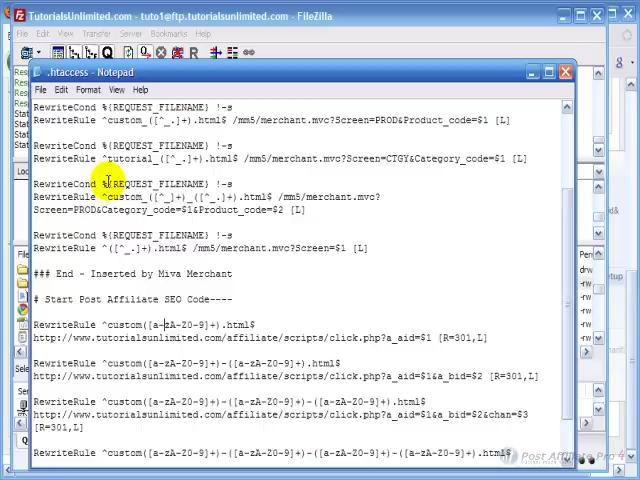 TutorialsUnlimited.com - tuto1@ftp.tutorialsunlimited.com - FileZilla
File Edit View Transfer Server Bookmarks Help
.htaccess - Notepad
File Edit Format View Help
RewriteCond %{REQUEST_FILENAME} !-s
RewriteRule ^custom_([^_.]+).html$ /mm5/merchant.mvc?Screen=PROD&Product_code=$1 [L]
RewriteCond %{REQUEST_FILENAME} !-s
RewriteRule ^tutorial_([^_.]+).html$ /mm5/merchant.mvc?Screen=CTGY&Category_code=$1 [L]
RewriteCond %{REQUEST_FILENAME} !-s
RewriteRule ^custom_([^_]+)_([^_.]+).html$ /mm5/merchant.mvc?
Screen=PROD&Category_code=$1&Product_code=$2 [L]
RewriteCond %{REQUEST_FILENAME} !-s
RewriteRule ^([^_.]+).html$ /mm5/merchant.mvc?Screen=$1 [L]
### End - Inserted by Miva Merchant
# Start Post Affiliate SEO Code----
RewriteRule ^custom([a-zA-Z0-9]+).html$
http://www.tutorialsunlimited.com/affiliate/scripts/click.php?a_aid=$1 [R=301,L]
RewriteRule ^custom([a-zA-Z0-9]+)-([a-zA-Z0-9]+).html$
http://www.tutorialsunlimited.com/affiliate/scripts/click.php?a_aid=$1&a_bid=$2 [R=301,L]
RewriteRule ^custom([a-zA-Z0-9]+)-([a-zA-Z0-9]+)-([a-zA-Z0-9]+).html$
http://www.tutorialsunlimited.com/affiliate/scripts/click.php?a_aid=$1&a_bid=$2&chan=$3
[R=301,L]
RewriteRule ^custom([a-zA-Z0-9]+)-([a-zA-Z0-9]+)-([a-zA-Z0-9]+)-([a-zA-Z0-9]+).html$
Post Affiliate Pro 4